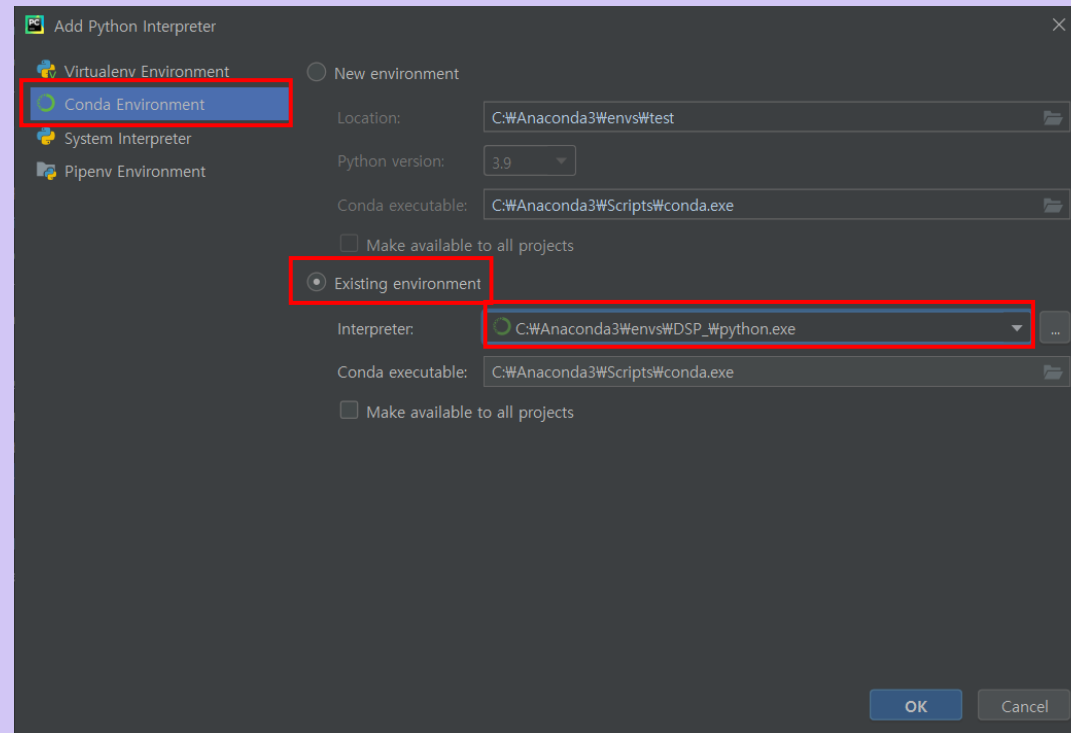 PC Add Python Interpreter
Virtualenv Environment
Conda Environment
System Interpreter
Pipenv Environment
New environment
Location: C:₩Anaconda3₩envs₩test
Python version: 3.9
Conda executable: C:₩Anaconda3₩Scripts₩conda.exe
Make available to all projects
Existing environment
Interpreter: C:₩Anaconda3₩envs₩DSP_₩python.exe ...
Conda executable: C:₩Anaconda3₩Scripts₩conda.exe
Make available to all projects
OK Cancel